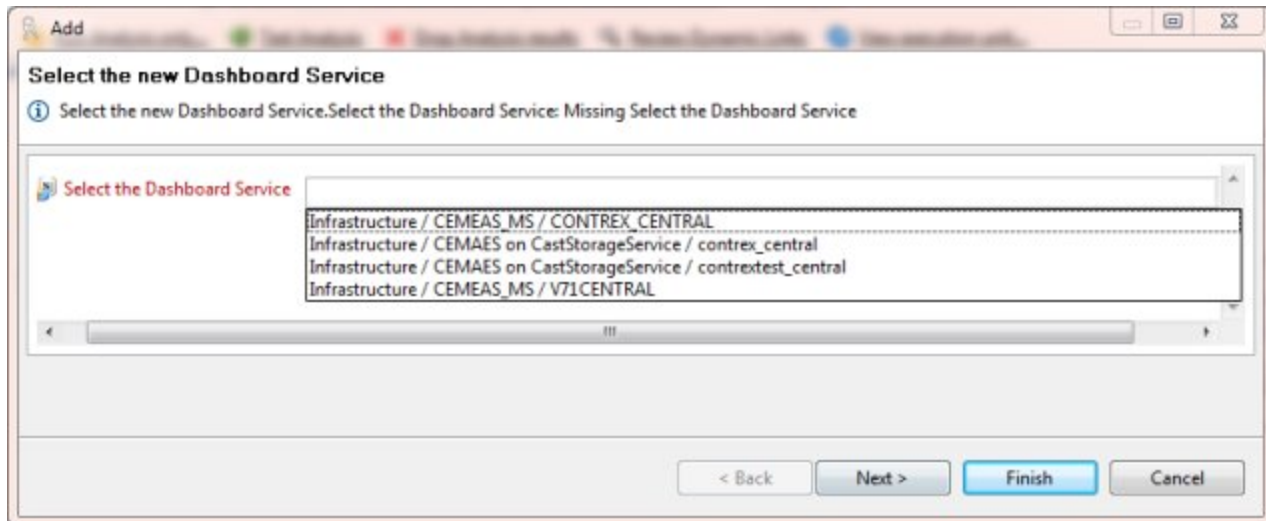 Add
Select the new Dashboard Service
Select the new Dashboard Service.Select the Dashboard Service: Missing Select the Dashboard Service
Select the Dashboard Service
Infrastructure / CEMEAS_MS / CONTREX_CENTRAL
Infrastructure / CEMAES on CastStorageService / contrex_central
Infrastructure / CEMAES on CastStorageService / contrextest_central
Infrastructure / CEMEAS_MS / V71CENTRAL
< Back Next > Finish Cancel